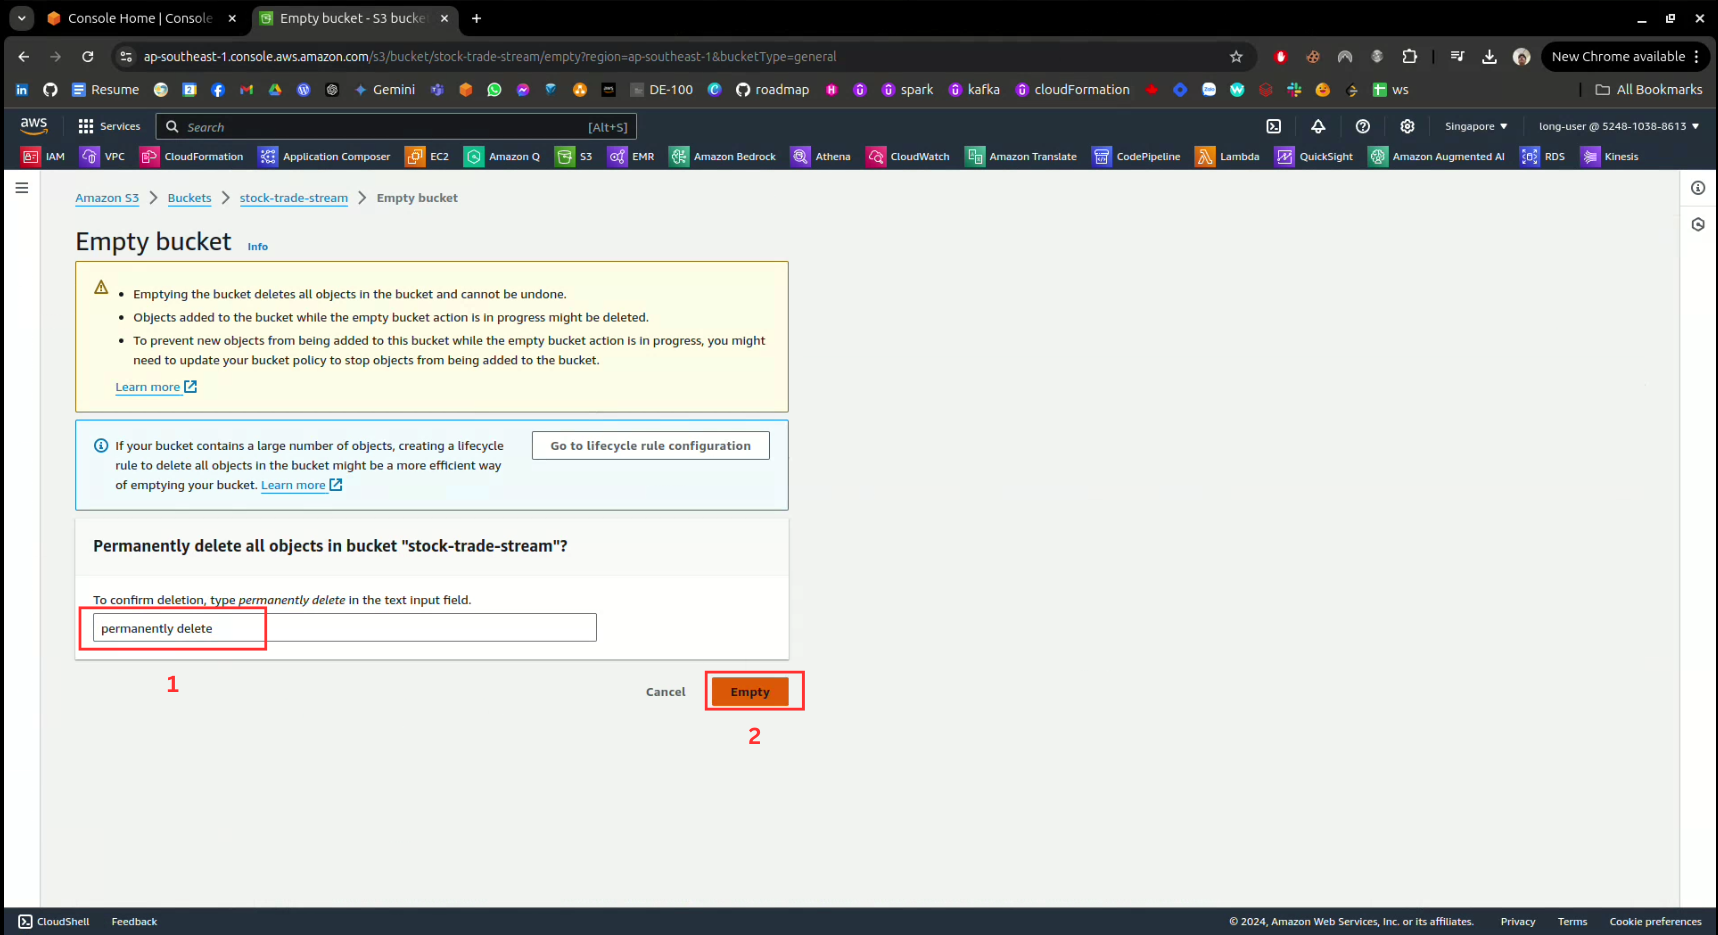 Console Home | Console
Empty bucket - S3 bucke
ap-southeast-1.console.aws.amazon.com/s3/bucket/stock-trade-stream/empty?region=ap-southeast-1&bucketType=general
New Chrome available
Resume
Gemini
DE-100
roadmap
spark
kafka
cloudFormation
ws
All Bookmarks
aws
Services
Search
[Alt+S]
Singapore
long-user @ 5248-1038-8613
IAM
VPC
CloudFormation
Application Composer
EC2
Amazon Q
S3
EMR
Amazon Bedrock
Athena
CloudWatch
Amazon Translate
CodePipeline
Lambda
QuickSight
Amazon Augmented AI
RDS
Kinesis
Amazon S3 > Buckets > stock-trade-stream > Empty bucket
Empty bucket Info
• Emptying the bucket deletes all objects in the bucket and cannot be undone.
• Objects added to the bucket while the empty bucket action is in progress might be deleted.
• To prevent new objects from being added to this bucket while the empty bucket action is in progress, you might
need to update your bucket policy to stop objects from being added to the bucket.
Learn more
If your bucket contains a large number of objects, creating a lifecycle
rule to delete all objects in the bucket might be a more efficient way
of emptying your bucket. Learn more
Go to lifecycle rule configuration
Permanently delete all objects in bucket "stock-trade-stream"?
To confirm deletion, type permanently delete in the text input field.
permanently delete
1
Cancel
Empty
2
CloudShell
Feedback
© 2024, Amazon Web Services, Inc. or its affiliates.
Privacy
Terms
Cookie preferences